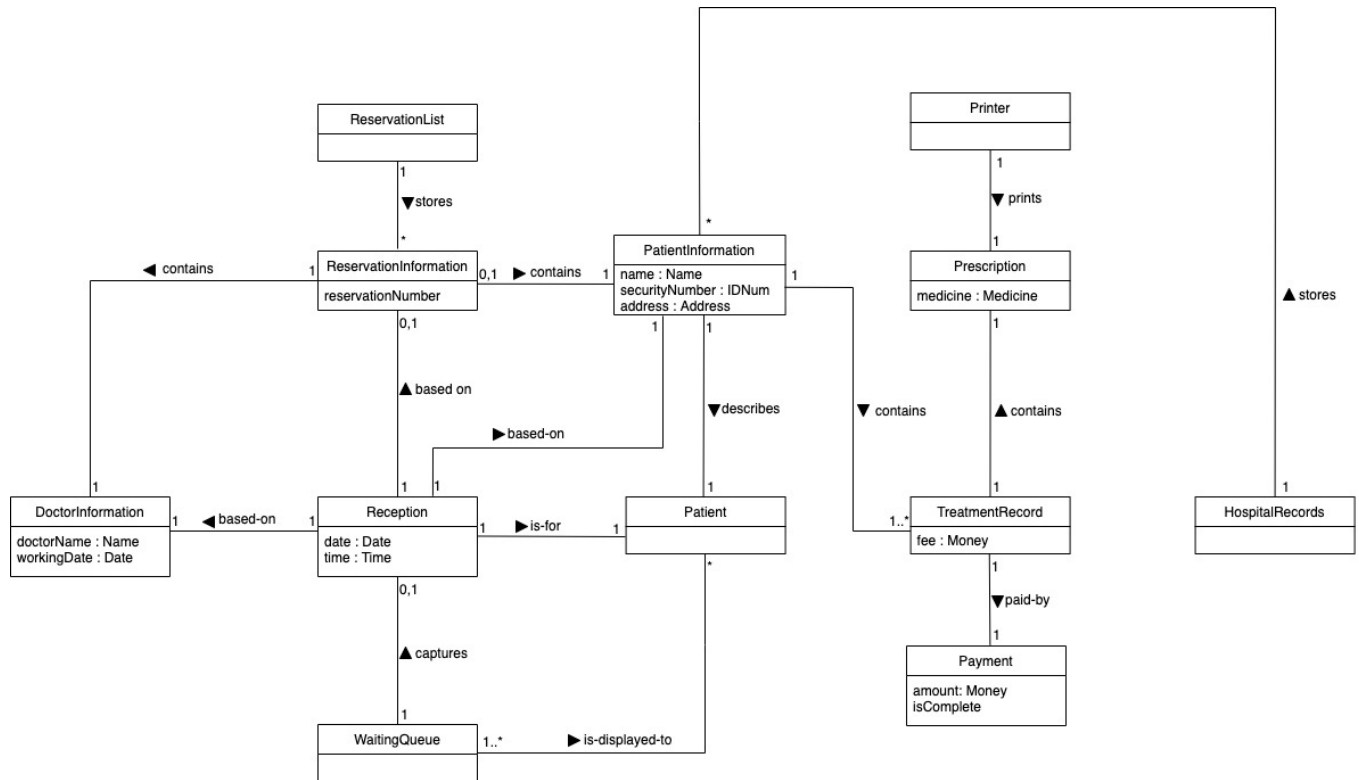 ReservationList
1
▼stores
*
ReservationInformation
reservationNumber
1
◀ contains
0,1
▶ contains
1
0,1
PatientInformation
name : Name
securityNumber : IDNum
address : Address
*
1
1
1
Printer
1
▼ prints
1
Prescription
medicine : Medicine
1
▲ stores
▲ based on
▼describes
▼ contains
▲ contains
▶based-on
1
DoctorInformation
doctorName : Name
workingDate : Date
1
◀ based-on
1
1
1
Reception
date : Date
time : Time
1
▶is-for
1
0,1
1
Patient
*
1..*
1
TreatmentRecord
fee : Money
1
1
HospitalRecords
▼paid-by
1
Payment
amount: Money
isComplete
▲ captures
1
WaitingQueue
1..*
▶is-displayed-to